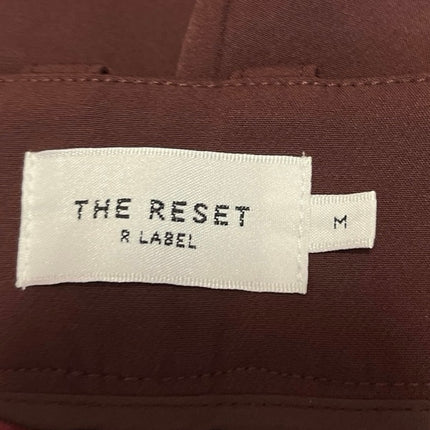 THE RESET
R LABEL
M